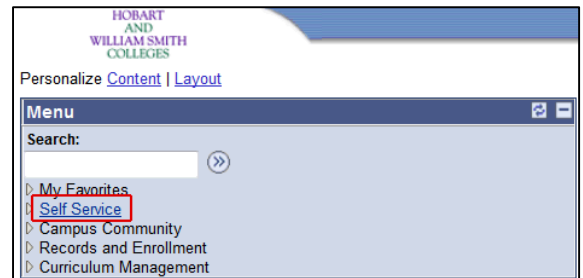 HOBART
AND
WILLIAM SMITH
COLLEGES
Personalize Content | Layout
Menu
Search:
My Favorites
Self Service
Campus Community
Records and Enrollment
Curriculum Management